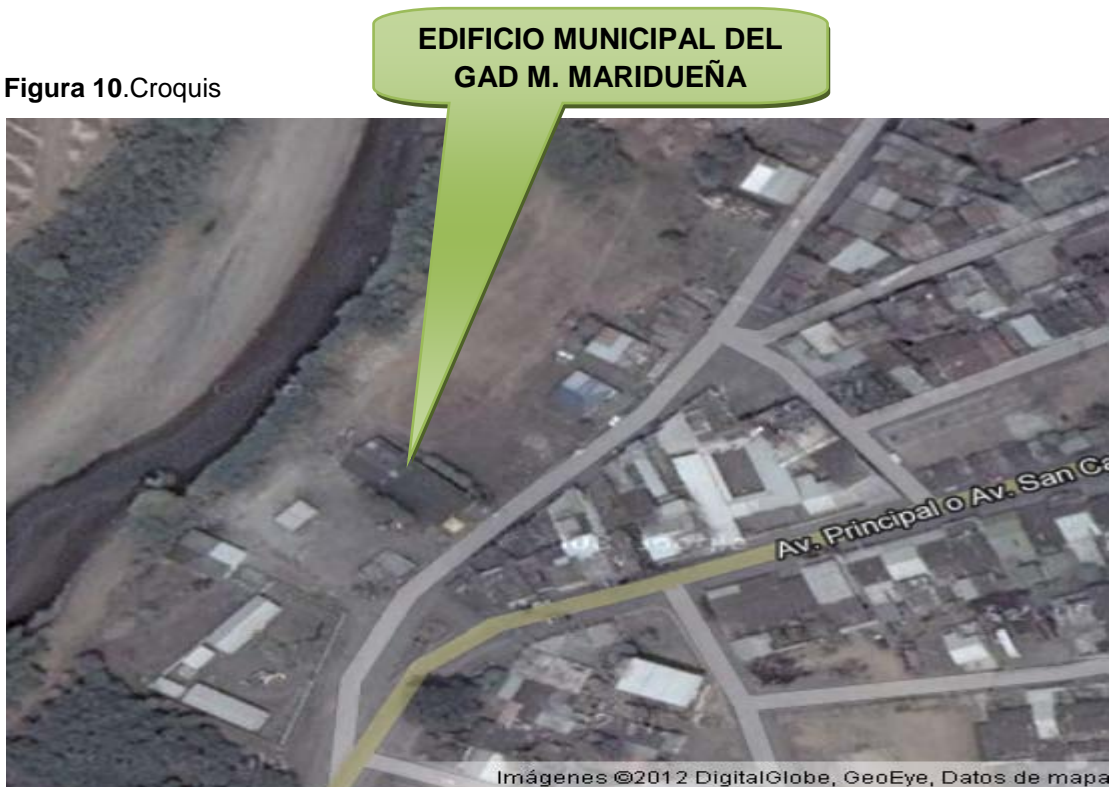 EDIFICIO MUNICIPAL DEL
GAD M. MARIDUEÑA
Figura 10.Croquis
Av. Principal o Av. San Ca
Imágenes ©2012 DigitalGlobe, GeoEye, Datos de mapa